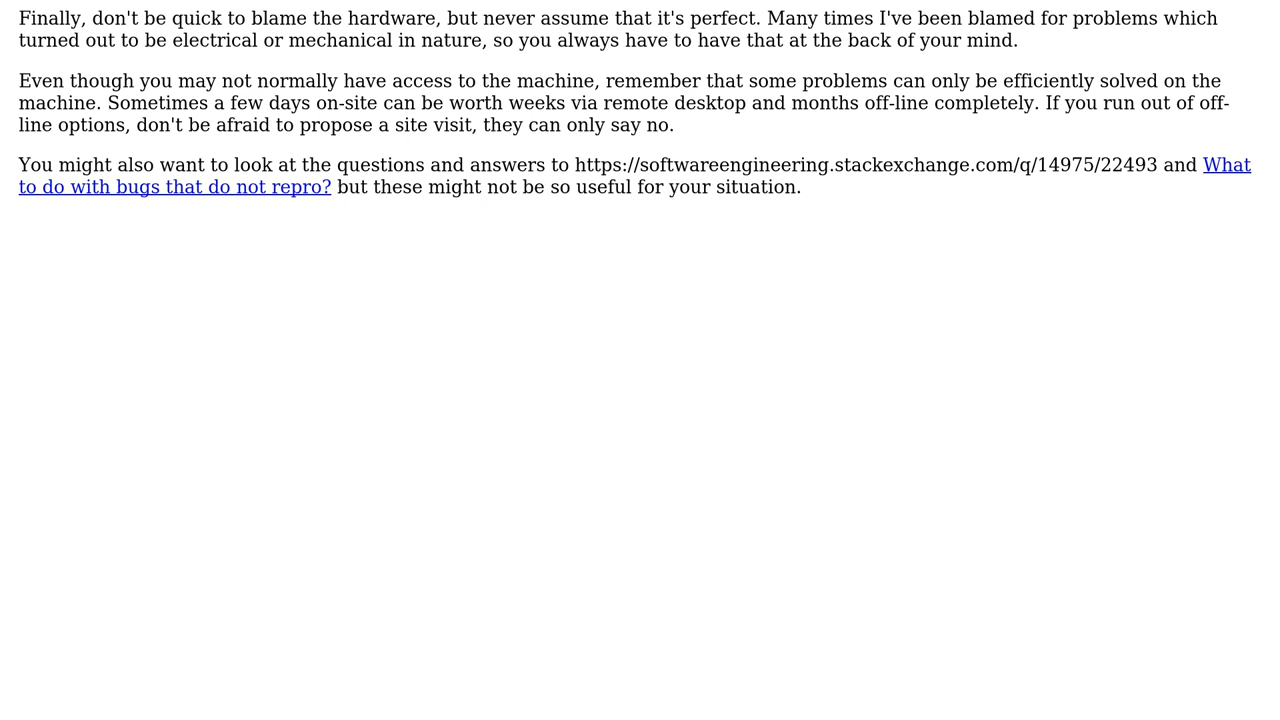 Finally, don't be quick to blame the hardware, but never assume that it's perfect. Many times I've been blamed for problems which
turned out to be electrical or mechanical in nature, so you always have to have that at the back of your mind.
Even though you may not normally have access to the machine, remember that some problems can only be efficiently solved on the
machine. Sometimes a few days on-site can be worth weeks via remote desktop and months off-line completely. If you run out of off-
line options, don't be afraid to propose a site visit, they can only say no.
You might also want to look at the questions and answers to https://softwareengineering.stackexchange.com/q/14975/22493 and What
to do with bugs that do not repro? but these might not be so useful for your situation.